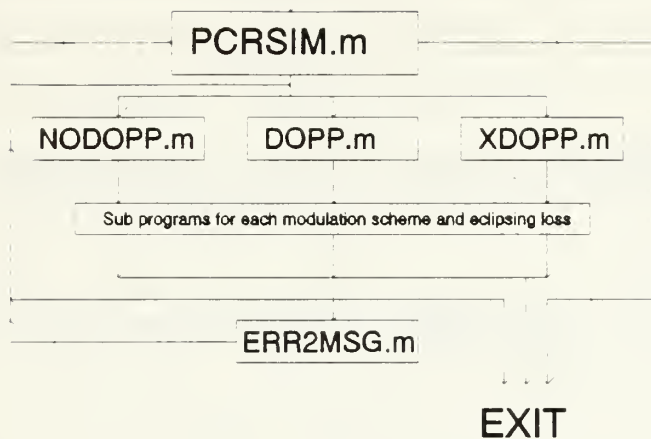 PCRSIM.m
NODOPP.m DOPP.m XDOPP.m
Sub programs for each modulation scheme and eclipsing loss
ERR2MSG.m
EXIT